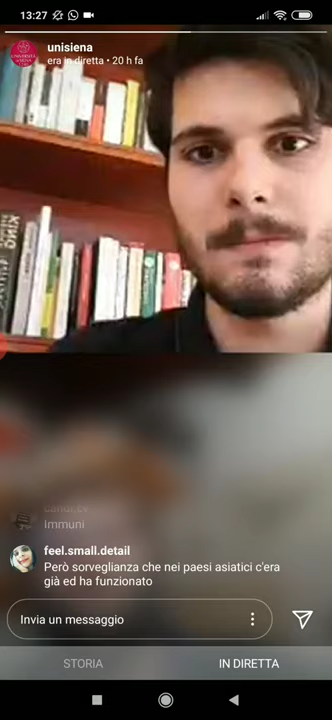 13:27
unisiena
era in diretta • 20 h fa
Immuni
feel.small.detail
Però sorveglianza che nei paesi asiatici c'era
già ed ha funzionato
Invia un messaggio
STORIA
IN DIRETTA